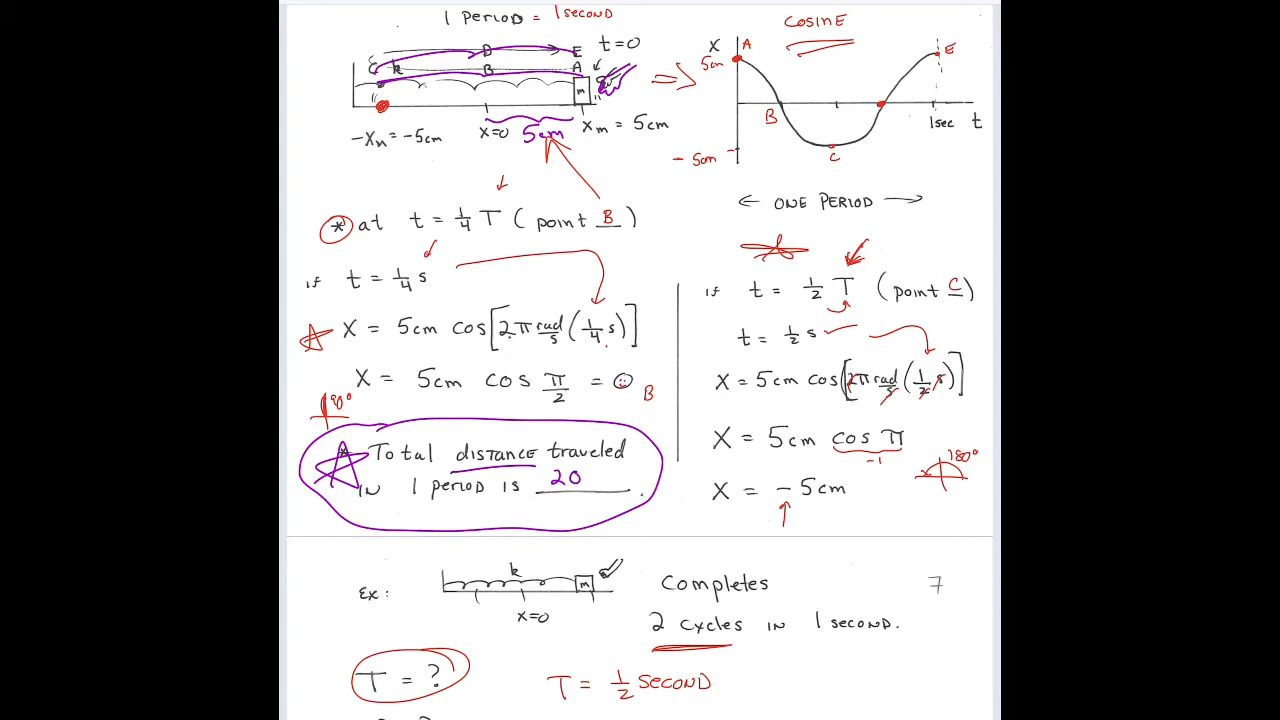 1 PERIOD = 1 SECOND
D E t = 0
C k B A
m
-Xm = -5cm x=0 5cm Xm = 5cm
COSINE
X A
5cm
E
B
1 sec t
- 5cm
C
← ONE PERIOD →
* at t = 1/4 T (point B)
if t = 1/4 s
X = 5cm cos[2π rad/s (1/4 s)]
X = 5cm cos π/2 = 0
B
90°
* Total DISTANCE traveled
IN 1 PERIOD IS 20.
if t = 1/2 T (point C)
t = 1/2 s
X = 5cm cos[2π rad/s (1/2 s)]
X = 5cm cos π
-1
180°
X = - 5cm
Ex: k m
x=0
Completes
2 cycles IN 1 second.
7
T = ?
T = 1/2 SECOND